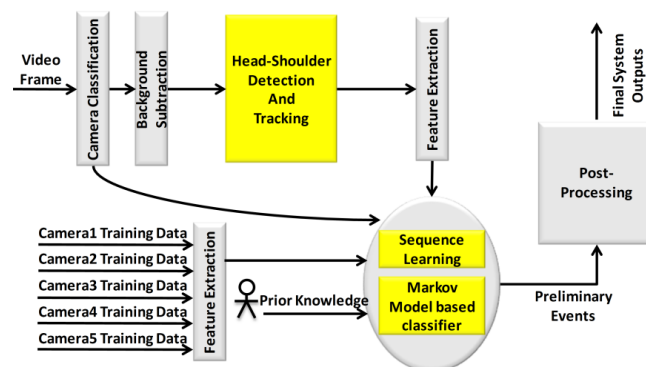 Video
Frame
Camera Classification
Background
Subtraction
Head-Shoulder
Detection
And
Tracking
Feature Extraction
Final System
Outputs
Post-
Processing
Camera1 Training Data
Camera2 Training Data
Camera3 Training Data
Camera4 Training Data
Camera5 Training Data
Feature Extraction
Prior Knowledge
Sequence
Learning
Markov
Model based
classifier
Preliminary
Events